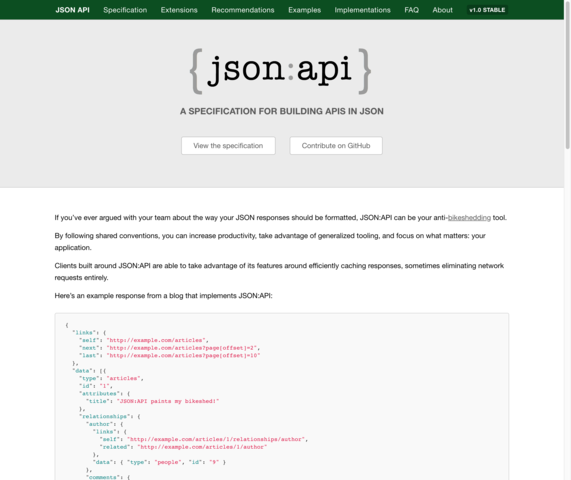 JSON API Specification Extensions Recommendations Examples Implementations FAQ About v1.0 STABLE
{json:api}
A SPECIFICATION FOR BUILDING APIS IN JSON
View the specification Contribute on GitHub
If you've ever argued with your team about the way your JSON responses should be formatted, JSON:API can be your anti-bikeshedding tool.
By following shared conventions, you can increase productivity, take advantage of generalized tooling, and focus on what matters: your
application.
Clients built around JSON:API are able to take advantage of its features around efficiently caching responses, sometimes eliminating network
requests entirely.
Here's an example response from a blog that implements JSON:API:
{
"links": {
"self": "http://example.com/articles",
"next": "http://example.com/articles?page[offset]=2",
"last": "http://example.com/articles?page[offset]=10"
},
"data": [{
"type": "articles",
"id": "1",
"attributes": {
"title": "JSON:API paints my bikeshed!"
},
"relationships": {
"author": {
"links": {
"self": "http://example.com/articles/1/relationships/author",
"related": "http://example.com/articles/1/author"
},
"data": { "type": "people", "id": "9" }
},
"comments": {